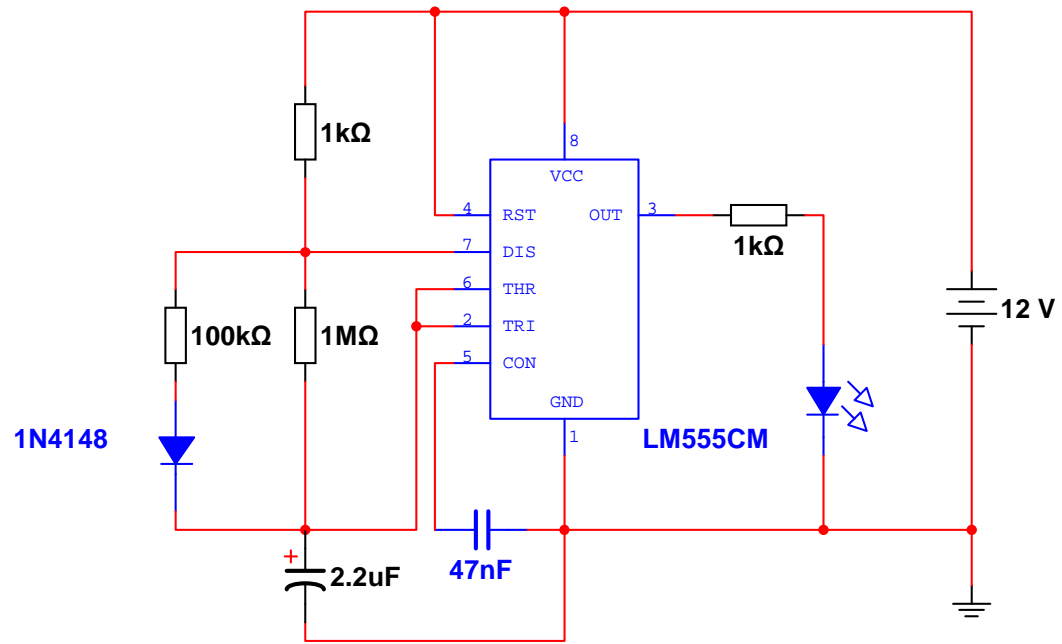 1kΩ
8
VCC
4
RST
OUT
3
1kΩ
7
DIS
6
THR
12 V
100kΩ
1MΩ
2
TRI
5
CON
GND
1N4148
1
LM555CM
+
2.2uF
47nF